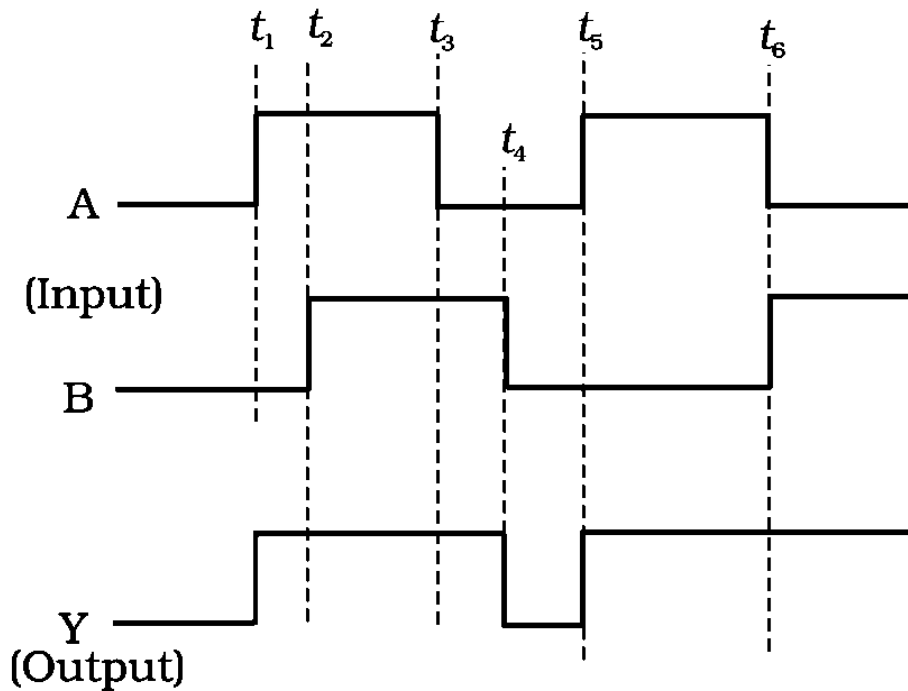 t₁ t₂ t₃ t₅ t₆
t₄
A
(Input)
B
Y
(Output)